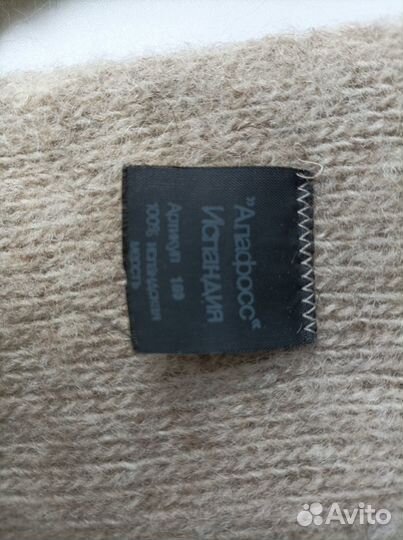 "Алафосс"
Исландия
Артикул 189
100% исландская
шерсть
Avito